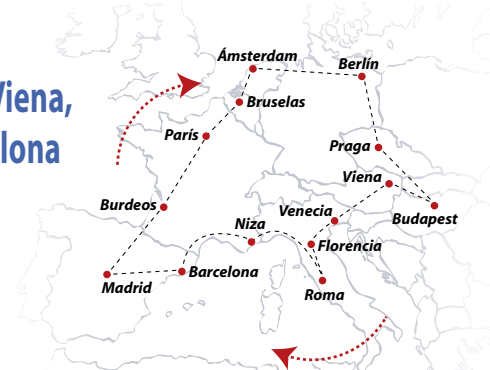 Viena,
lona
Ámsterdam
Berlín
Bruselas
París
Praga
Viena
Burdeos
Venecia
Budapest
Niza
Florencia
Barcelona
Madrid
Roma